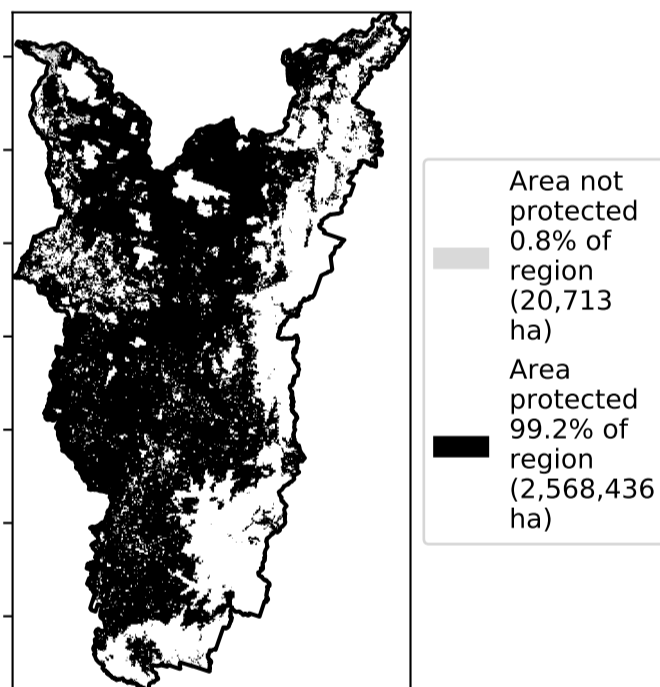 Area not
protected
0.8% of
region
(20,713
ha)
Area
protected
99.2% of
region
(2,568,436
ha)